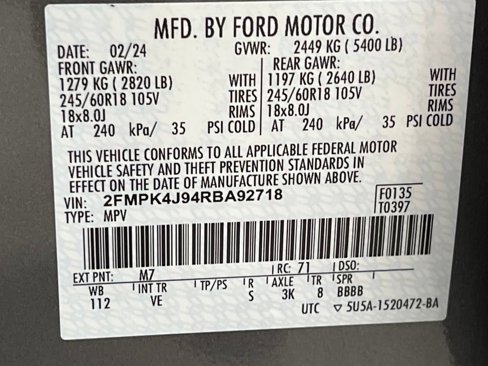 MFD. BY FORD MOTOR CO.
DATE: 02/24 GVWR: 2449 KG ( 5400 LB)
FRONT GAWR: REAR GAWR:
1279 KG ( 2820 LB) WITH 1197 KG ( 2640 LB) WITH
245/60R18 105V TIRES 245/60R18 105V TIRES
18x8.0J RIMS 18x8.0J RIMS
AT 240 kPa/ 35 PSI COLD AT 240 kPa/ 35 PSI COLD
THIS VEHICLE CONFORMS TO ALL APPLICABLE FEDERAL MOTOR
VEHICLE SAFETY AND THEFT PREVENTION STANDARDS IN
EFFECT ON THE DATE OF MANUFACTURE SHOWN ABOVE.
VIN: 2FMPK4J94RBA92718 F0135
TYPE: MPV T0397
EXT PNT: M7 RC: 71 DSO:
WB INT TR TP/PS R AXLE TR SPR
112 VE S 3K 8 BBBB
UTC ▽ 5U5A-1520472-BA